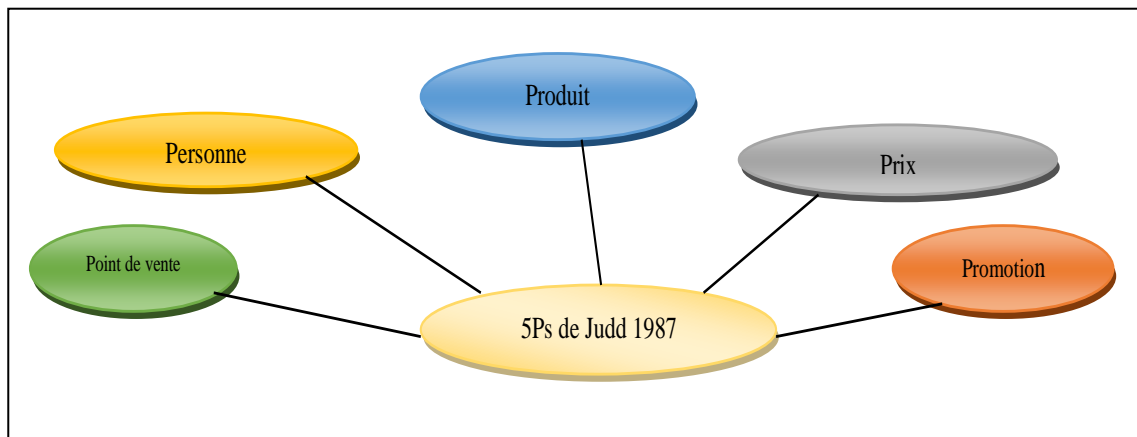 Produit
Personne
Prix
Point de vente
Promotion
5Ps de Judd 1987